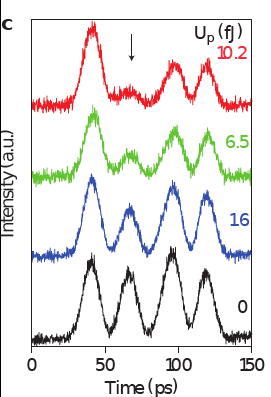 c
Uₚ (fJ)
10.2
6.5
16
0
Intensity (a.u.)
0 50 100 150
Time (ps)